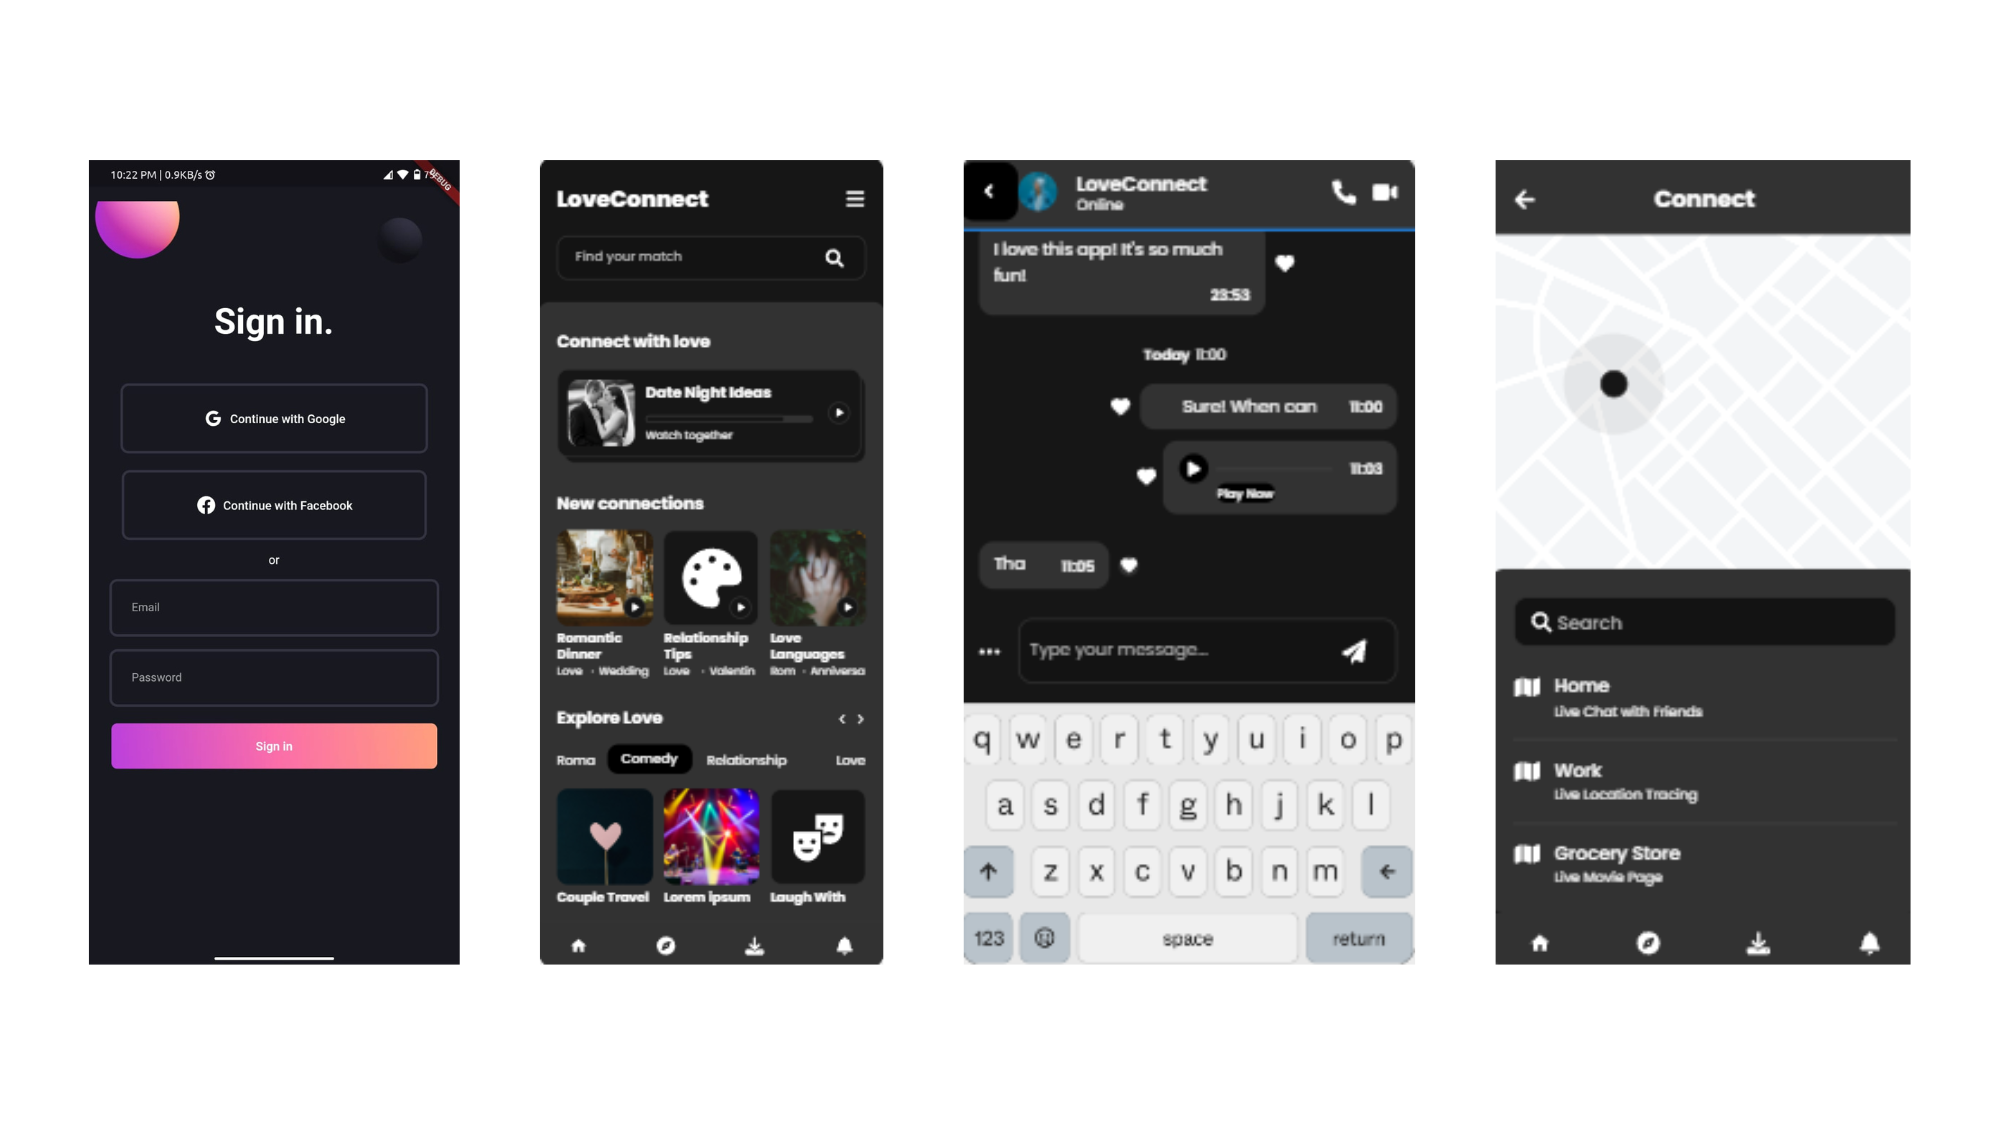 10:22 PM | 0.9KB/s
DEBUG
Sign in.
Continue with Google
Continue with Facebook
or
Email
Password
Sign in
LoveConnect
Find your match
Connect with love
Date Night Ideas
Watch together
New connections
Romantic Dinner
Love · Wedding
Relationship Tips
Love · Valentin
Love Languages
Rom · Anniversa
Explore Love
Roma Comedy Relationship Love
Couple Travel Lorem ipsum Laugh With
LoveConnect
Online
I love this app! It's so much
fun!
23:53
Today 11:00
Sure! When can 11:00
11:03
Play Now
Tha 11:05
Type your message...
q w e r t y u i o p
a s d f g h j k l
z x c v b n m
123 space return
Connect
Search
Home
Live Chat with Friends
Work
Live Location Tracing
Grocery Store
Live Movie Page